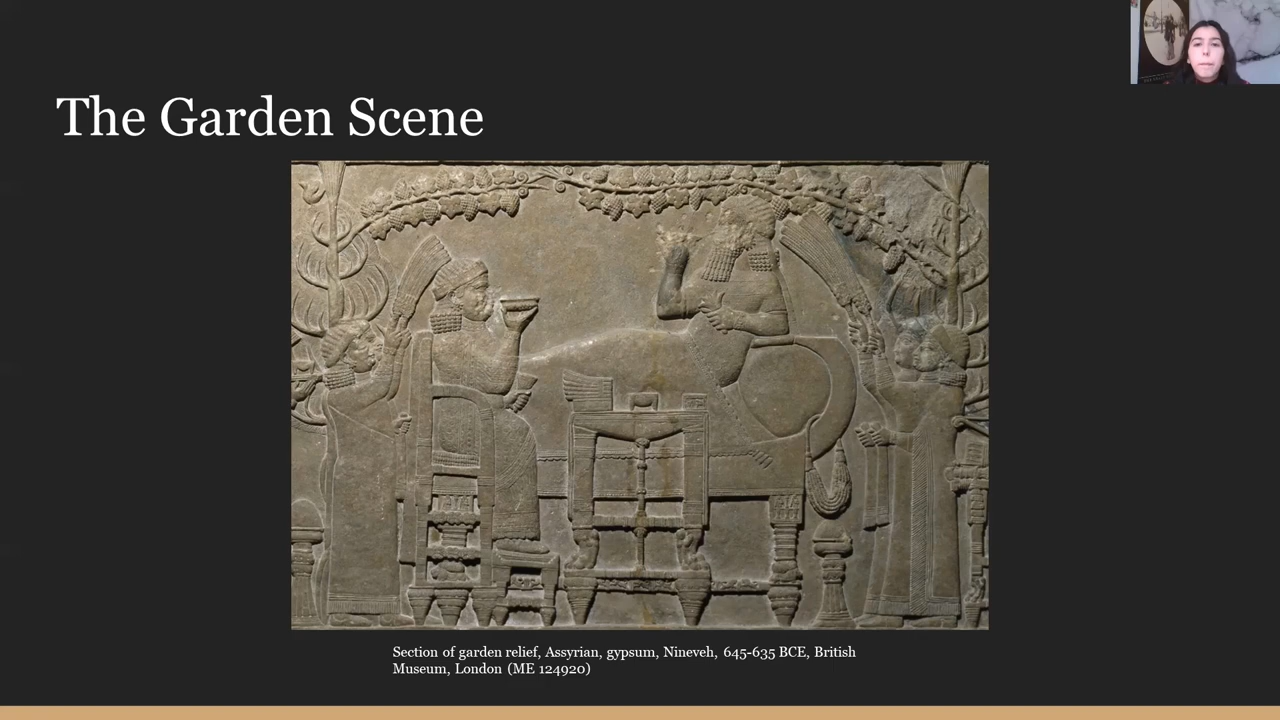 The Garden Scene
Section of garden relief, Assyrian, gypsum, Nineveh, 645-635 BCE, British
Museum, London (ME 124920)